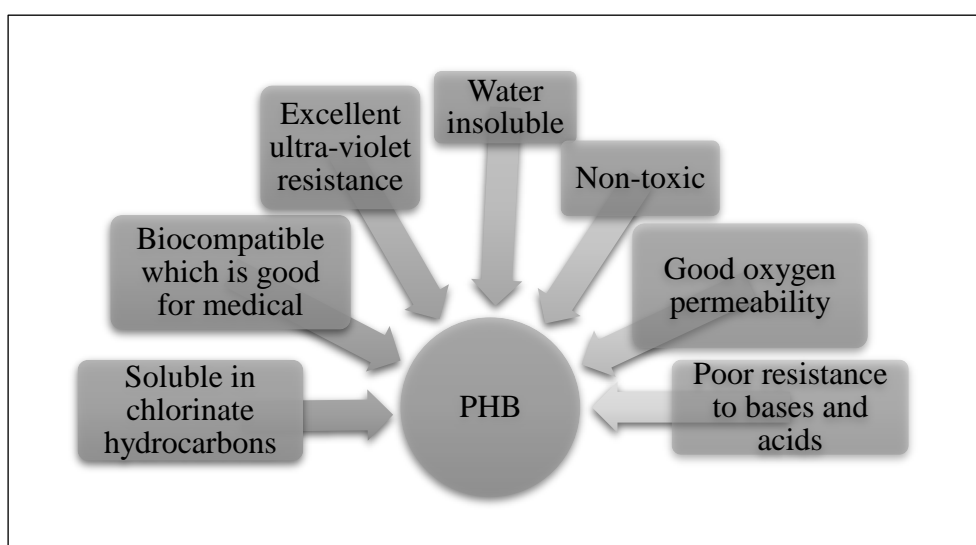 Water
insoluble
Excellent
ultra-violet
resistance
Non-toxic
Biocompatible
which is good
for medical
Good oxygen
permeability
Soluble in
chlorinate
hydrocarbons
PHB
Poor resistance
to bases and
acids